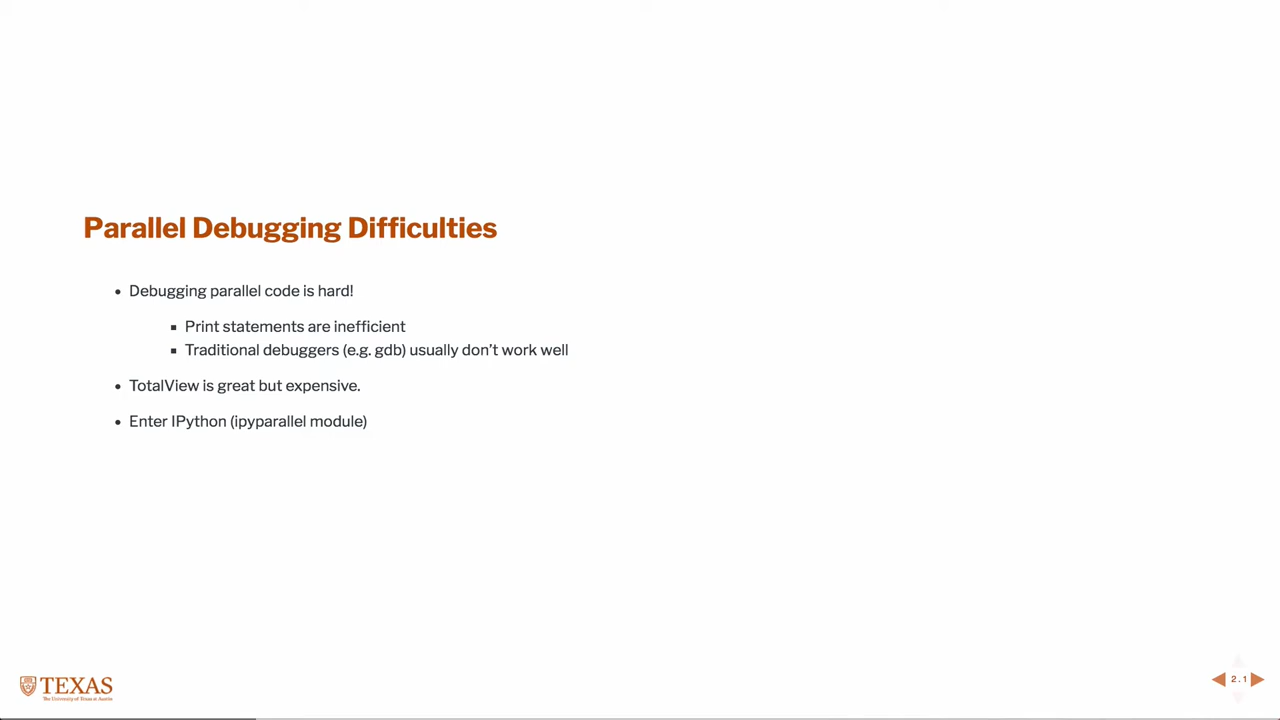 Parallel Debugging Difficulties
• Debugging parallel code is hard!
▪ Print statements are inefficient
▪ Traditional debuggers (e.g. gdb) usually don’t work well
• TotalView is great but expensive.
• Enter IPython (ipyparallel module)
TEXAS
The University of Texas at Austin
2.1